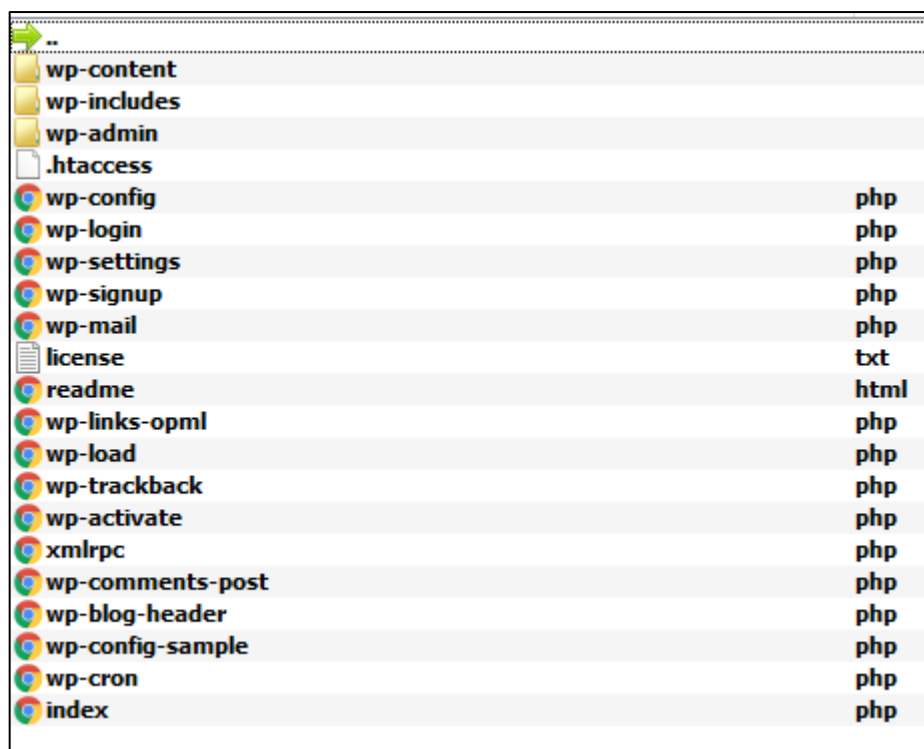 ..
wp-content
wp-includes
wp-admin
.htaccess
wp-config php
wp-login php
wp-settings php
wp-signup php
wp-mail php
license txt
readme html
wp-links-opml php
wp-load php
wp-trackback php
wp-activate php
xmlrpc php
wp-comments-post php
wp-blog-header php
wp-config-sample php
wp-cron php
index php